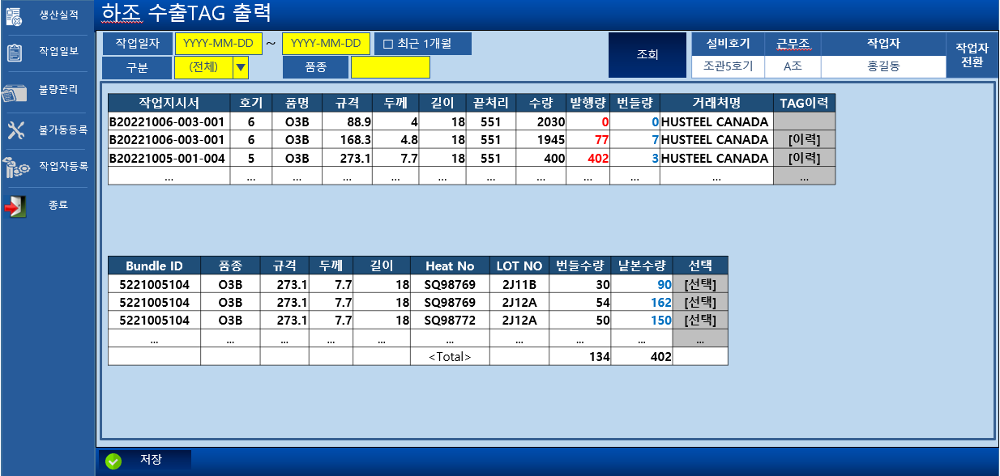 생산실적
작업일보
불량관리
불가동등록
작업자등록
종료
하조 수출TAG 출력
작업일자 YYYY-MM-DD ~ YYYY-MM-DD □ 최근 1개월
구분 (전체) ▼ 품종
조회
설비호기 근무조 작업자 작업자 전환
조관5호기 A조 홍길동
작업지시서 호기 품명 규격 두께 길이 끝처리 수량 발행량 번들량 거래처명 TAG이력
B20221006-003-001 6 O3B 88.9 4 18 551 2030 0 0 HUSTEEL CANADA
B20221006-003-001 6 O3B 168.3 4.8 18 551 1945 77 7 HUSTEEL CANADA [이력]
B20221005-001-004 5 O3B 273.1 7.7 18 551 400 402 3 HUSTEEL CANADA [이력]
... ... ... ... ... ... ... ... ... ... ... ...
Bundle ID 품종 규격 두께 길이 Heat No LOT NO 번들수량 낱본수량 선택
5221005104 O3B 273.1 7.7 18 SQ98769 2J11B 30 90 [선택]
5221005104 O3B 273.1 7.7 18 SQ98769 2J12A 54 162 [선택]
5221005104 O3B 273.1 7.7 18 SQ98772 2J12A 50 150 [선택]
... ... ... ... ... ... ... ... ... ...
<Total> 134 402
저장